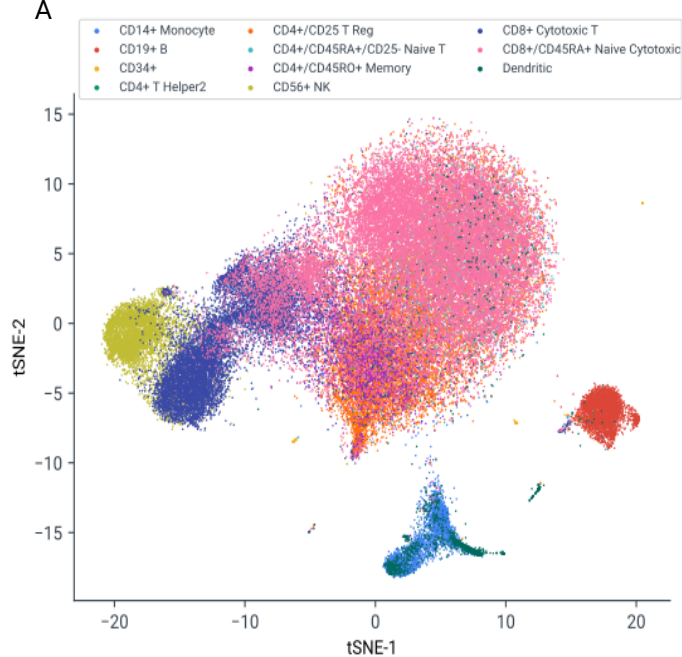 A
CD14+ Monocyte
CD4+/CD25 T Reg
CD8+ Cytotoxic T
CD19+ B
CD4+/CD45RA+/CD25- Naive T
CD8+/CD45RA+ Naive Cytotoxic
CD34+
CD4+/CD45RO+ Memory
Dendritic
CD4+ T Helper2
CD56+ NK
15
10
5
0
−5
−10
−15
tSNE-2
−20
−10
0
10
20
tSNE-1